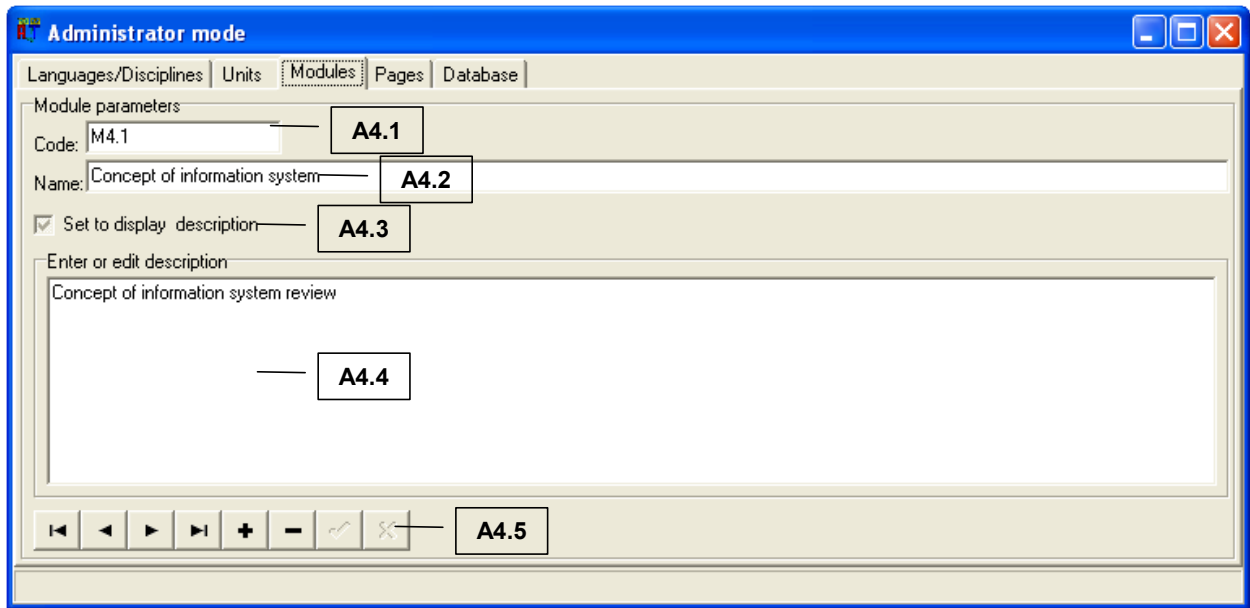 Administrator mode
Languages/Disciplines Units Modules Pages Database
Module parameters
Code: M4.1 A4.1
Name: Concept of information system A4.2
Set to display description A4.3
Enter or edit description
Concept of information system review
A4.4
A4.5